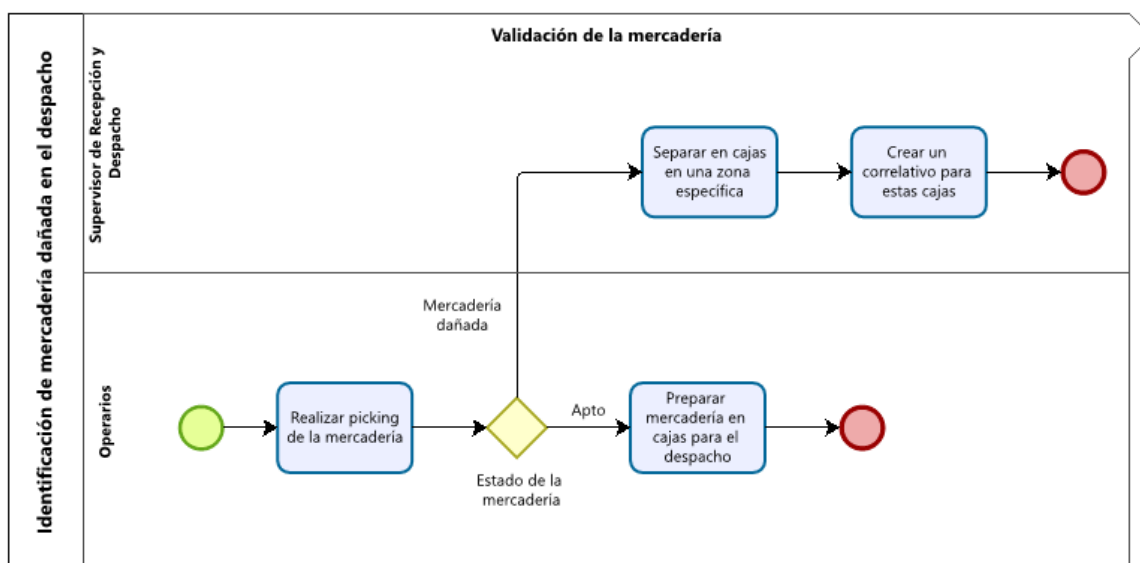 Identificación de mercadería dañada en el despacho
Validación de la mercadería
Supervisor de Recepción y
Despacho
Separar en cajas
en una zona
específica
Crear un
correlativo para
estas cajas
Operarios
Mercadería
dañada
Realizar picking
de la mercadería
Estado de la
mercadería
Apto
Preparar
mercadería en
cajas para el
despacho